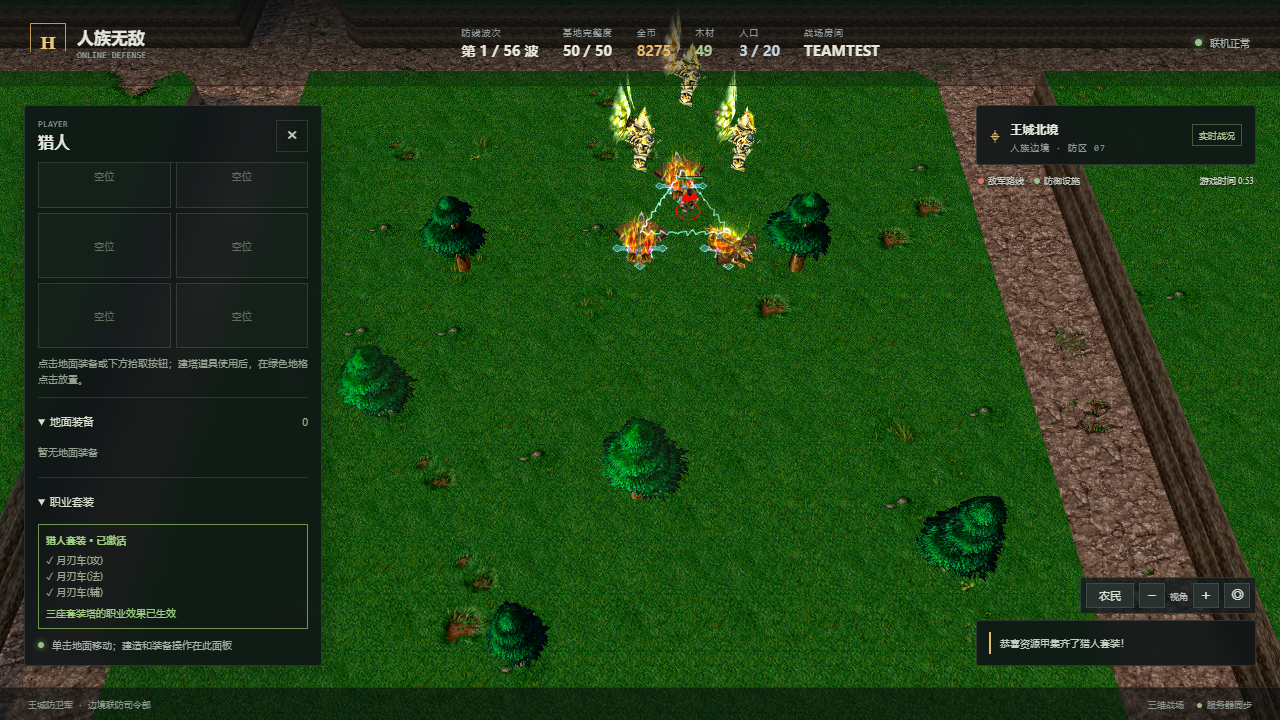 H
人族无敌
ONLINE DEFENSE
防线波次
第 1 / 56 波
基地完整度
50 / 50
金币
8275
木材
49
人口
3 / 20
战场房间
TEAMTEST
联机正常
PLAYER
猎人
×
空位
空位
空位
空位
空位
空位
点击地面装备或下方拾取按钮；建塔道具使用后，在绿色地格
点击放置。
▼ 地面装备
0
暂无地面装备
▼ 职业套装
猎人套装 • 已激活
✓ 月刃车(攻)
✓ 月刃车(法)
✓ 月刃车(辅)
三座套装塔的职业效果已生效
单击地面移动；建造和装备操作在此面板
王城北境
人族边境 · 防区 07
实时战况
敌军路线
防御设施
游戏时间 0:53
农民
−
视角
+
◎
恭喜资源甲集齐了猎人套装！
王城防卫军 · 边境联防司令部
三维战场
服务器同步